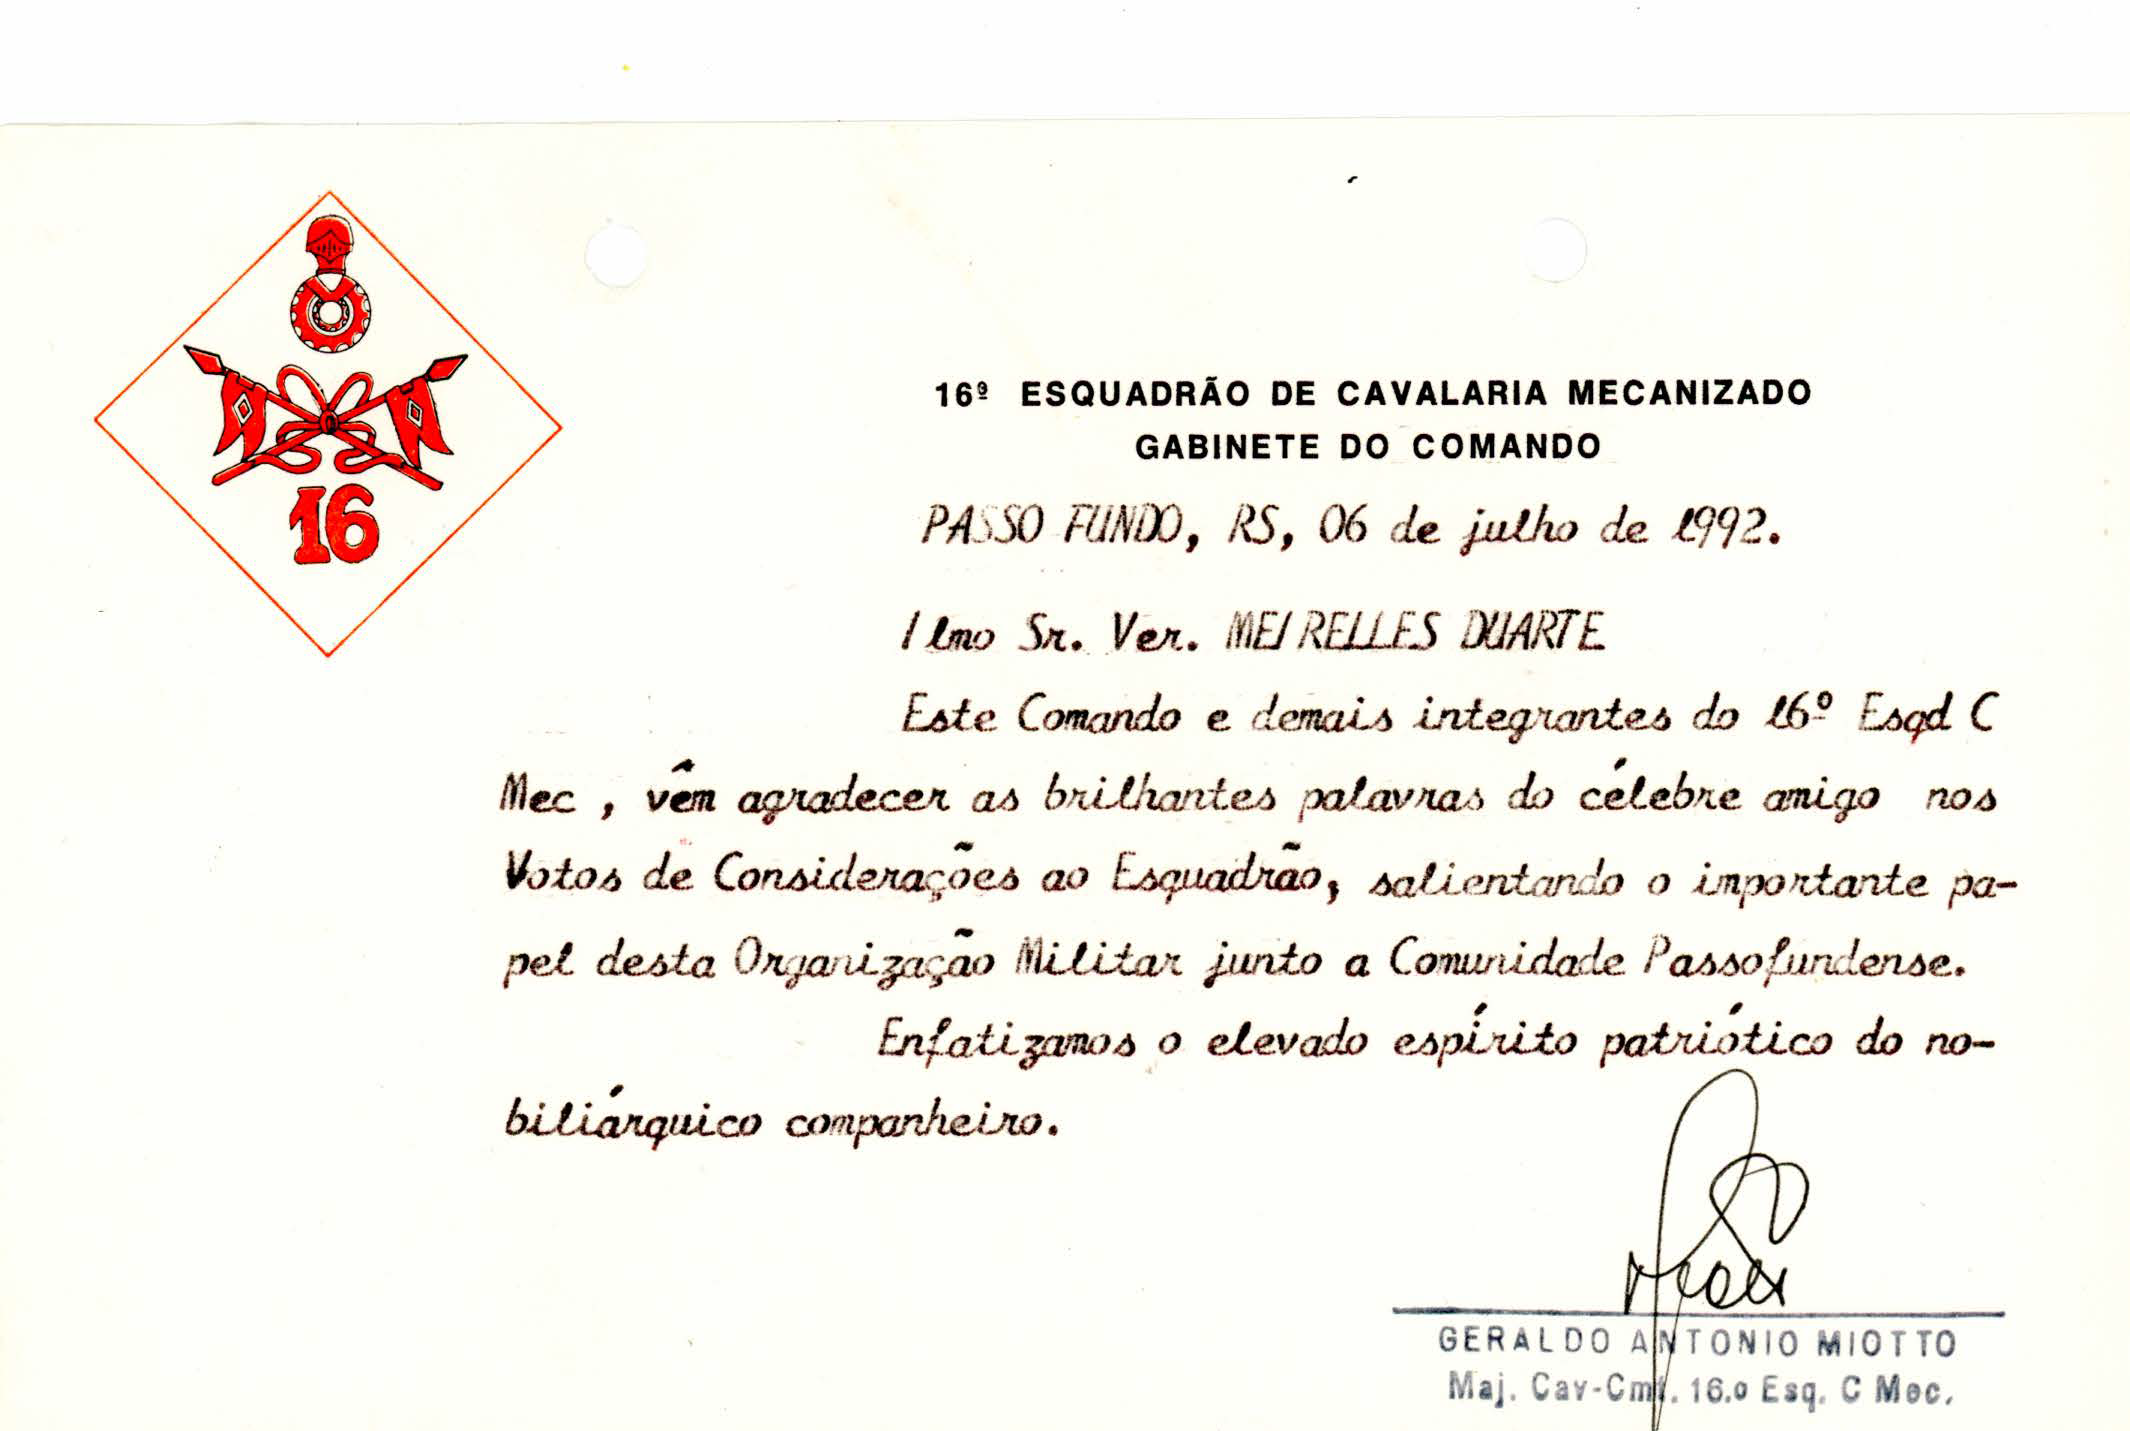 16
16º ESQUADRÃO DE CAVALARIA MECANIZADO
GABINETE DO COMANDO
PASSO FUNDO, RS, 06 de julho de 1992.
Ilmo Sr. Ver. MEIRELLES DUARTE
Este Comando e demais integrantes do 16º Esqd C
Mec , vêm agradecer as brilhantes palavras do célebre amigo nos
Votos de Considerações ao Esquadrão, salientando o importante pa-
pel desta Organização Militar junto a Comunidade Passofundense.
Enfatizamos o elevado espírito patriótico do no-
biliárquico companheiro.
GERALDO ANTONIO MIOTTO
Maj. Cav-Cmt. 16.o Esq. C Mec.